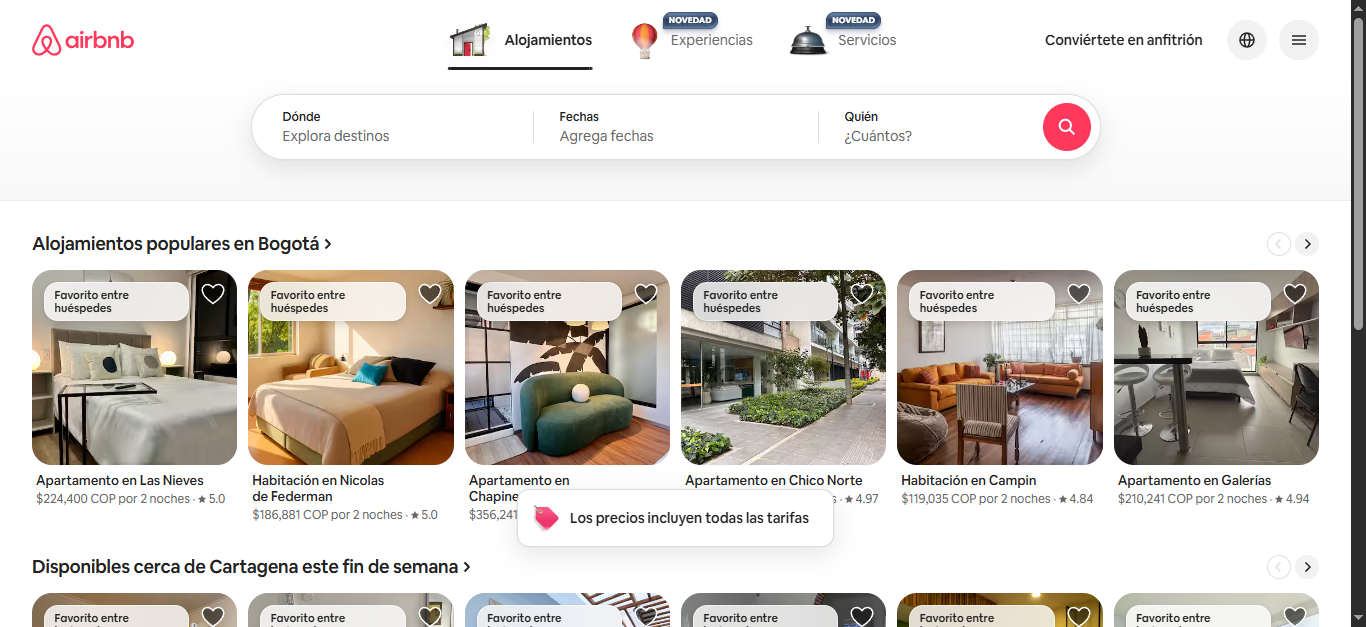 airbnb
Alojamientos
NOVEDAD
Experiencias
NOVEDAD
Servicios
Conviértete en anfitrión
Dónde
Explora destinos
Fechas
Agrega fechas
Quién
¿Cuántos?
Alojamientos populares en Bogotá
Favorito entre
huéspedes
Favorito entre
huéspedes
Favorito entre
huéspedes
Favorito entre
huéspedes
Favorito entre
huéspedes
Favorito entre
huéspedes
Apartamento en Las Nieves
$224,400 COP por 2 noches · ★ 5.0
Habitación en Nicolas
de Federman
$186,881 COP por 2 noches · ★ 5.0
Apartamento en
$356,241
Apartamento en Chico Norte
★ 4.97
Habitación en Campin
$119,035 COP por 2 noches · ★ 4.84
Apartamento en Galerías
$210,241 COP por 2 noches · ★ 4.94
Los precios incluyen todas las tarifas
Disponibles cerca de Cartagena este fin de semana
Favorito entre
Favorito entre
Favorito entre
Favorito entre
Favorito entre
Favorito entre